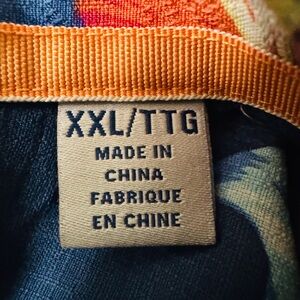 XXL/TTG
MADE IN
CHINA
FABRIQUE
EN CHINE